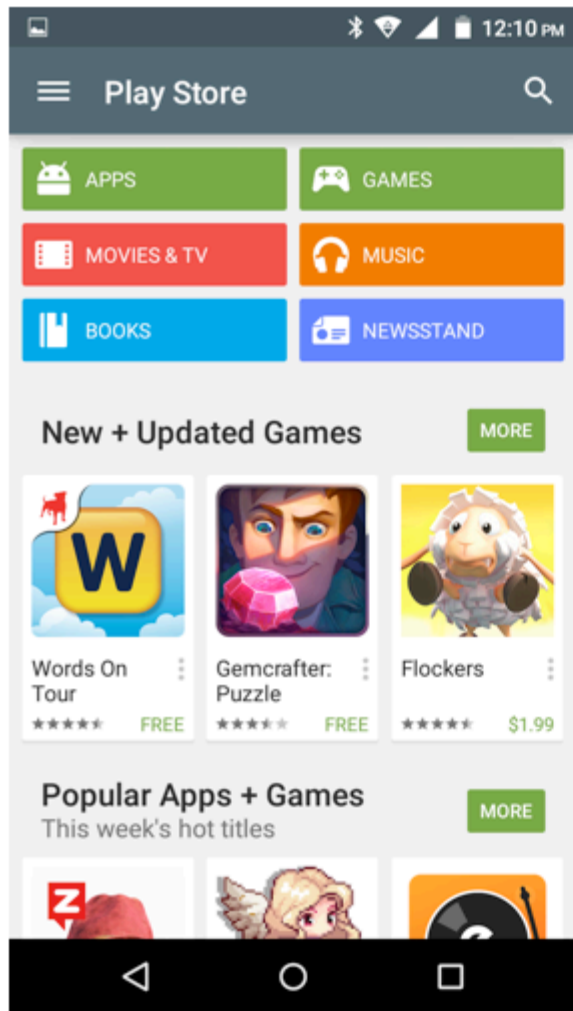 12:10 PM
Play Store
APPS
GAMES
MOVIES & TV
MUSIC
BOOKS
NEWSSTAND
New + Updated Games
MORE
W
Words On
Tour
FREE
Gemcrafter:
Puzzle
FREE
Flockers
$1.99
Popular Apps + Games
MORE
This week's hot titles
Z